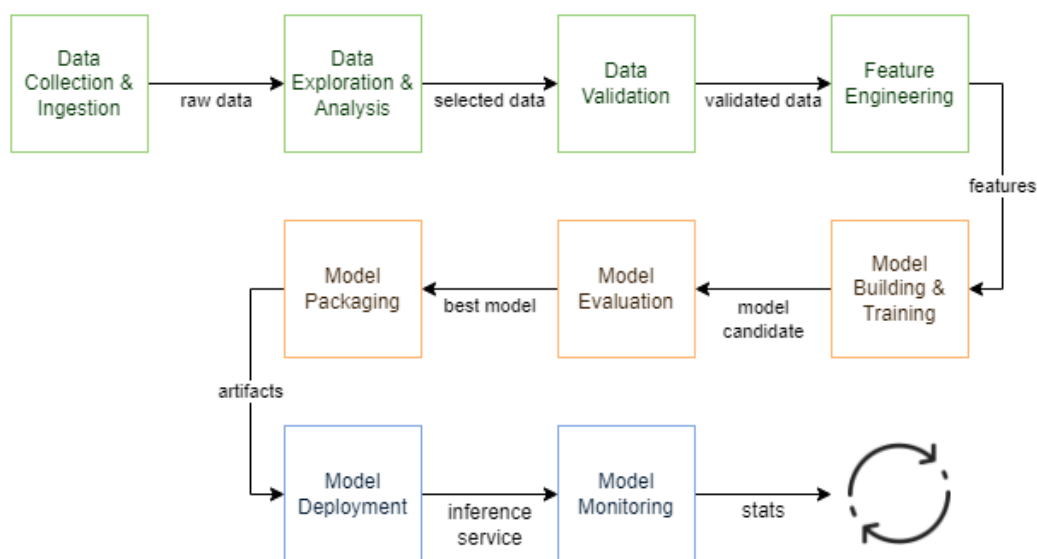 Data
Collection &
Ingestion
raw data
Data
Exploration &
Analysis
selected data
Data
Validation
validated data
Feature
Engineering
features
Model
Building &
Training
model
candidate
Model
Evaluation
best model
Model
Packaging
artifacts
Model
Deployment
inference
service
Model
Monitoring
stats